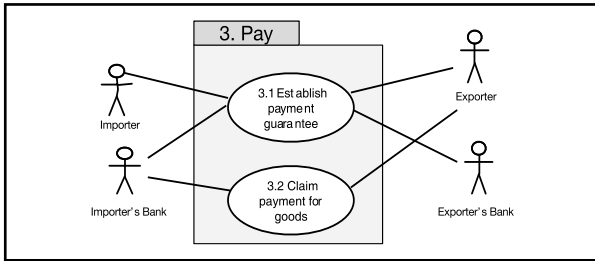 3. Pay
3.1 Establish
payment
guarantee
Importer
Exporter
3.2 Claim
payment for
goods
Importer's Bank
Exporter's Bank